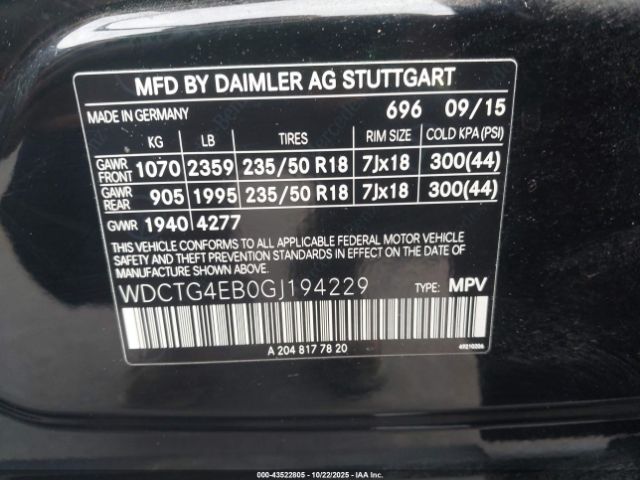 MFD BY DAIMLER AG STUTTGART
MADE IN GERMANY 696 09/15
KG LB TIRES RIM SIZE COLD KPA(PSI)
GAWR FRONT 1070 2359 235/50 R18 7Jx18 300(44)
GAWR REAR 905 1995 235/50 R18 7Jx18 300(44)
GVWR 1940 4277
THIS VEHICLE CONFORMS TO ALL APPLICABLE FEDERAL MOTOR VEHICLE
SAFETY AND THEFT PREVENTION STANDARDS IN EFFECT ON THE DATE OF
MANUFACTURE SHOWN ABOVE.
WDCTG4EB0GJ194229 TYPE: MPV
A 204 817 78 20
000-43522805 - 10/22/2025 - IAAI.com